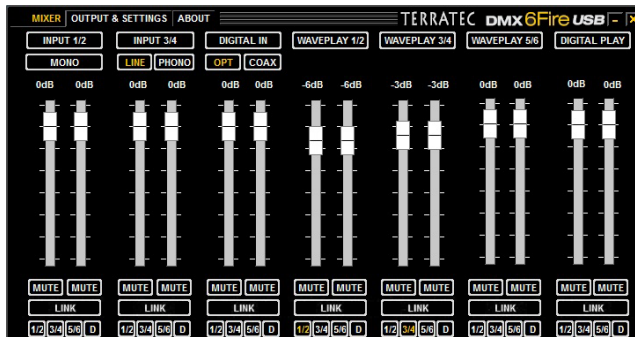 MIXER OUTPUT & SETTINGS ABOUT TERRATEC DMX 6Fire USB
INPUT 1/2 INPUT 3/4 DIGITAL IN WAVEPLAY 1/2 WAVEPLAY 3/4 WAVEPLAY 5/6 DIGITAL PLAY
MONO LINE PHONO OPT COAX
0dB 0dB 0dB 0dB 0dB 0dB -6dB -6dB -3dB -3dB 0dB 0dB 0dB 0dB
MUTE MUTE MUTE MUTE MUTE MUTE MUTE MUTE MUTE MUTE MUTE MUTE MUTE MUTE
LINK LINK LINK LINK LINK LINK LINK
1/2 3/4 5/6 D 1/2 3/4 5/6 D 1/2 3/4 5/6 D 1/2 3/4 5/6 D 1/2 3/4 5/6 D 1/2 3/4 5/6 D 1/2 3/4 5/6 D